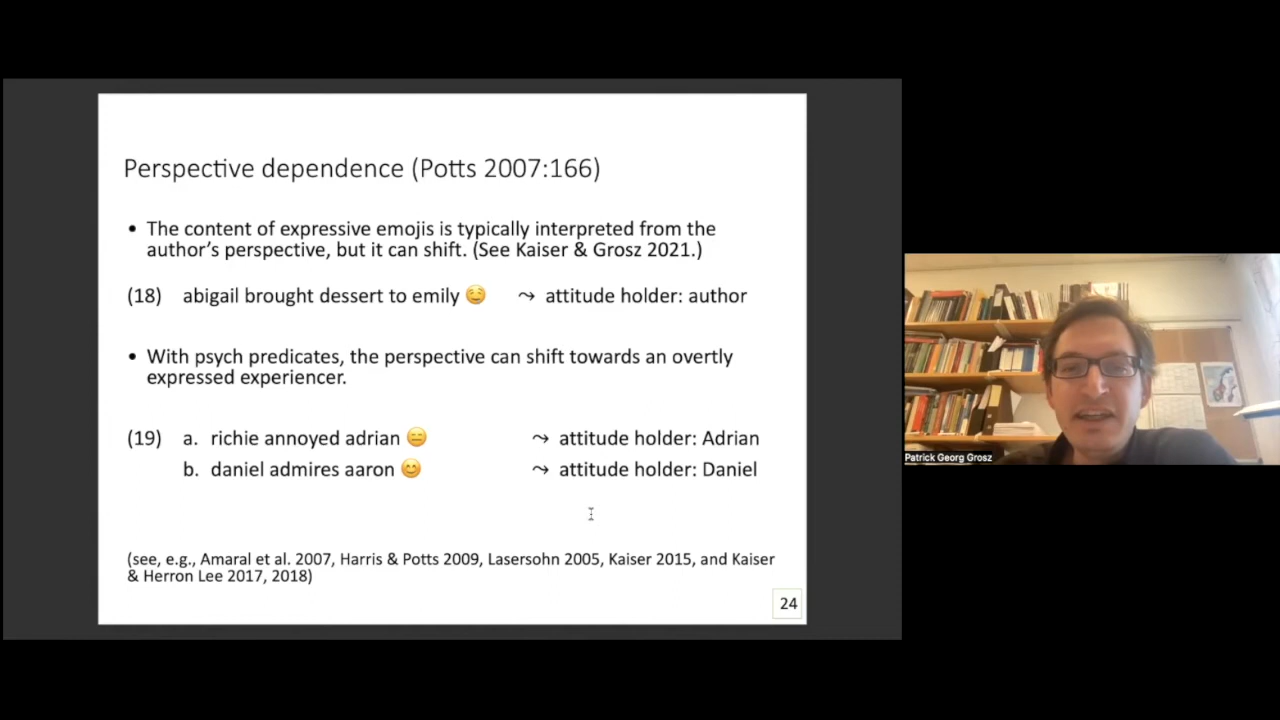 Perspective dependence (Potts 2007:166)
• The content of expressive emojis is typically interpreted from the
author's perspective, but it can shift. (See Kaiser & Grosz 2021.)
(18) abigail brought dessert to emily 🤤 ⤳ attitude holder: author
• With psych predicates, the perspective can shift towards an overtly
expressed experiencer.
(19) a. richie annoyed adrian 😑 ⤳ attitude holder: Adrian
b. daniel admires aaron 😊 ⤳ attitude holder: Daniel
(see, e.g., Amaral et al. 2007, Harris & Potts 2009, Lasersohn 2005, Kaiser 2015, and Kaiser
& Herron Lee 2017, 2018)
24
Patrick Georg Grosz